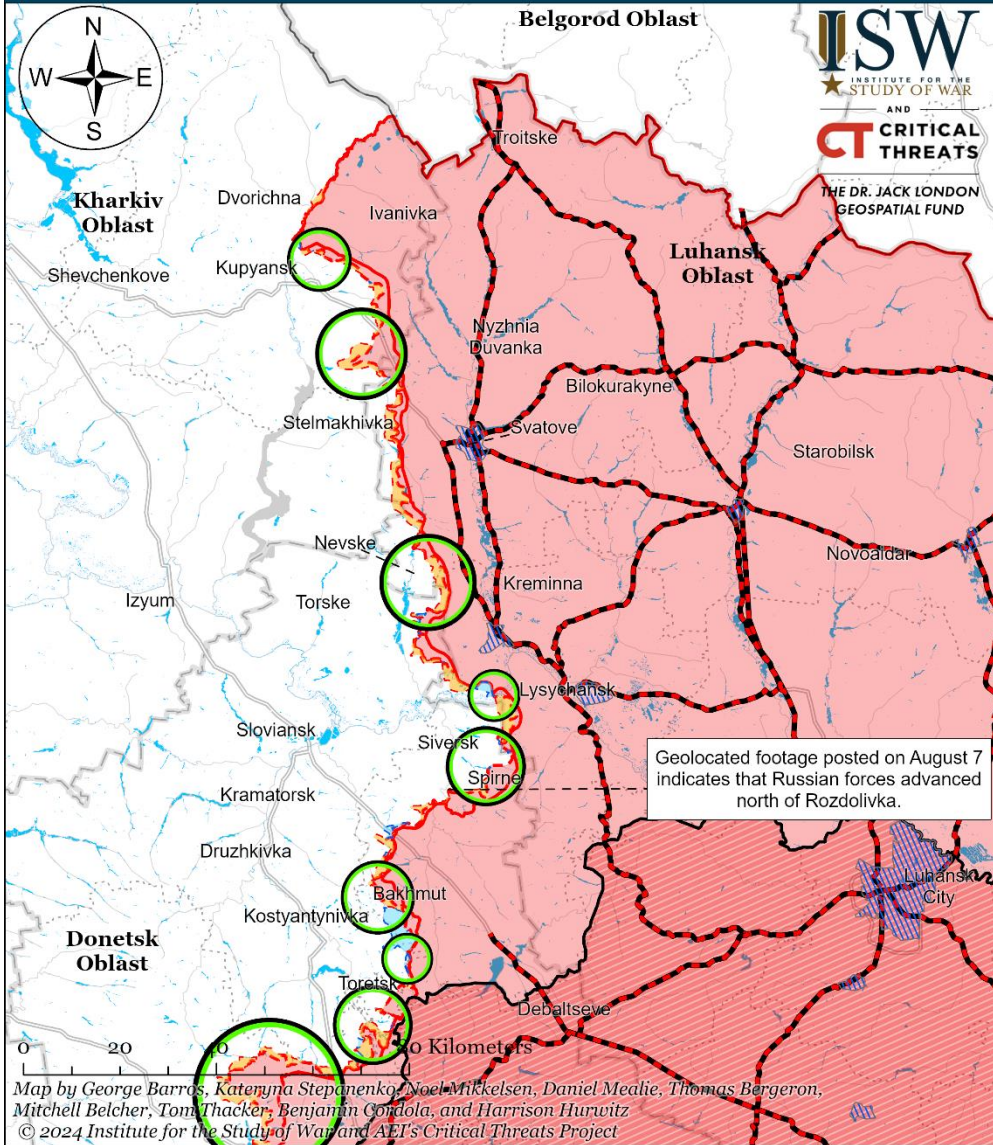 Belgorod Oblast
N
W E
S
ISW
INSTITUTE FOR THE
STUDY OF WAR
AND
CT CRITICAL
THREATS
THE DR. JACK LONDON
GEOSPATIAL FUND
Troitske
Dvorichna
Kharkiv
Oblast
Ivanivka
Luhansk
Oblast
Shevchenkove
Kupyansk
Nyzhnia
Duvanka
Bilokurakyne
Stelmakhivka
Svatove
Starobilsk
Nevske
Novoaidar
Kreminna
Izyum
Torske
Lysychansk
Sloviansk
Siversk
Geolocated footage posted on August 7
indicates that Russian forces advanced
north of Rozdolivka.
Spirne
Kramatorsk
Druzhkivka
Luhansk
City
Bakhmut
Kostyantynivka
Donetsk
Oblast
Toretsk
Debaltseve
0 20 40 80 Kilometers
Map by George Barros, Kateryna Stepanenko, Noel Mikkelsen, Daniel Mealie, Thomas Bergeron,
Mitchell Belcher, Tom Thacker, Benjamin Cordola, and Harrison Hurwitz
© 2024 Institute for the Study of War and AEI's Critical Threats Project